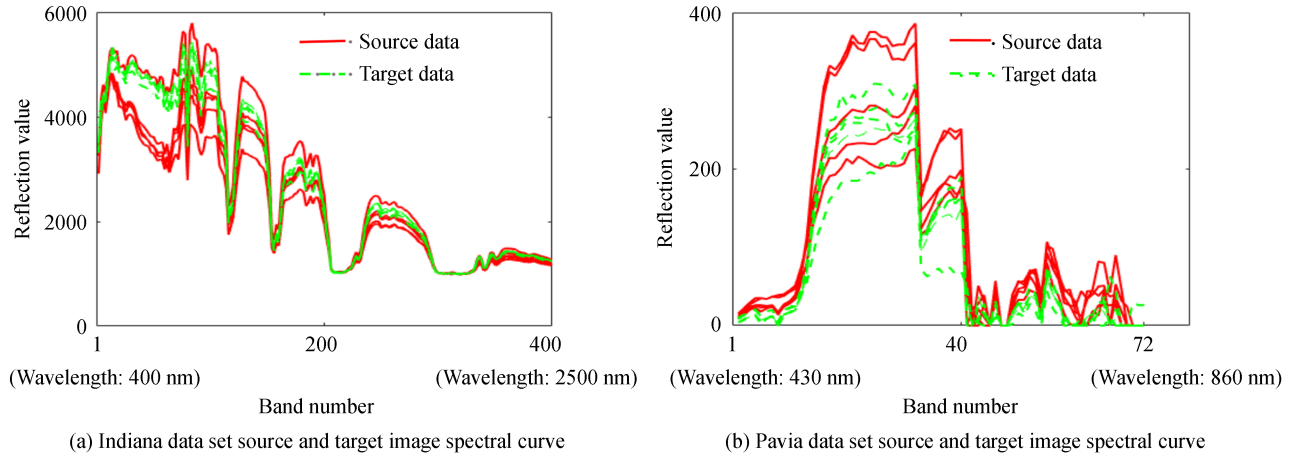 6000
4000
2000
0
Reflection value
Source data
Target data
1
200
400
(Wavelength: 400 nm)
(Wavelength: 2500 nm)
Band number
(a) Indiana data set source and target image spectral curve
400
200
0
Reflection value
Source data
Target data
1
40
72
(Wavelength: 430 nm)
(Wavelength: 860 nm)
Band number
(b) Pavia data set source and target image spectral curve